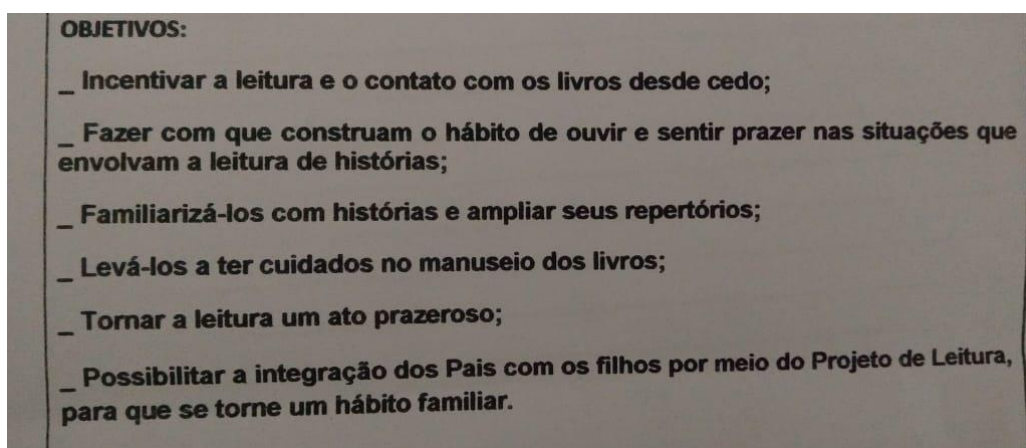 OBJETIVOS:
_ Incentivar a leitura e o contato com os livros desde cedo;
_ Fazer com que construam o hábito de ouvir e sentir prazer nas situações que
envolvam a leitura de histórias;
_ Familiarizá-los com histórias e ampliar seus repertórios;
_ Levá-los a ter cuidados no manuseio dos livros;
_ Tornar a leitura um ato prazeroso;
_ Possibilitar a integração dos Pais com os filhos por meio do Projeto de Leitura,
para que se torne um hábito familiar.